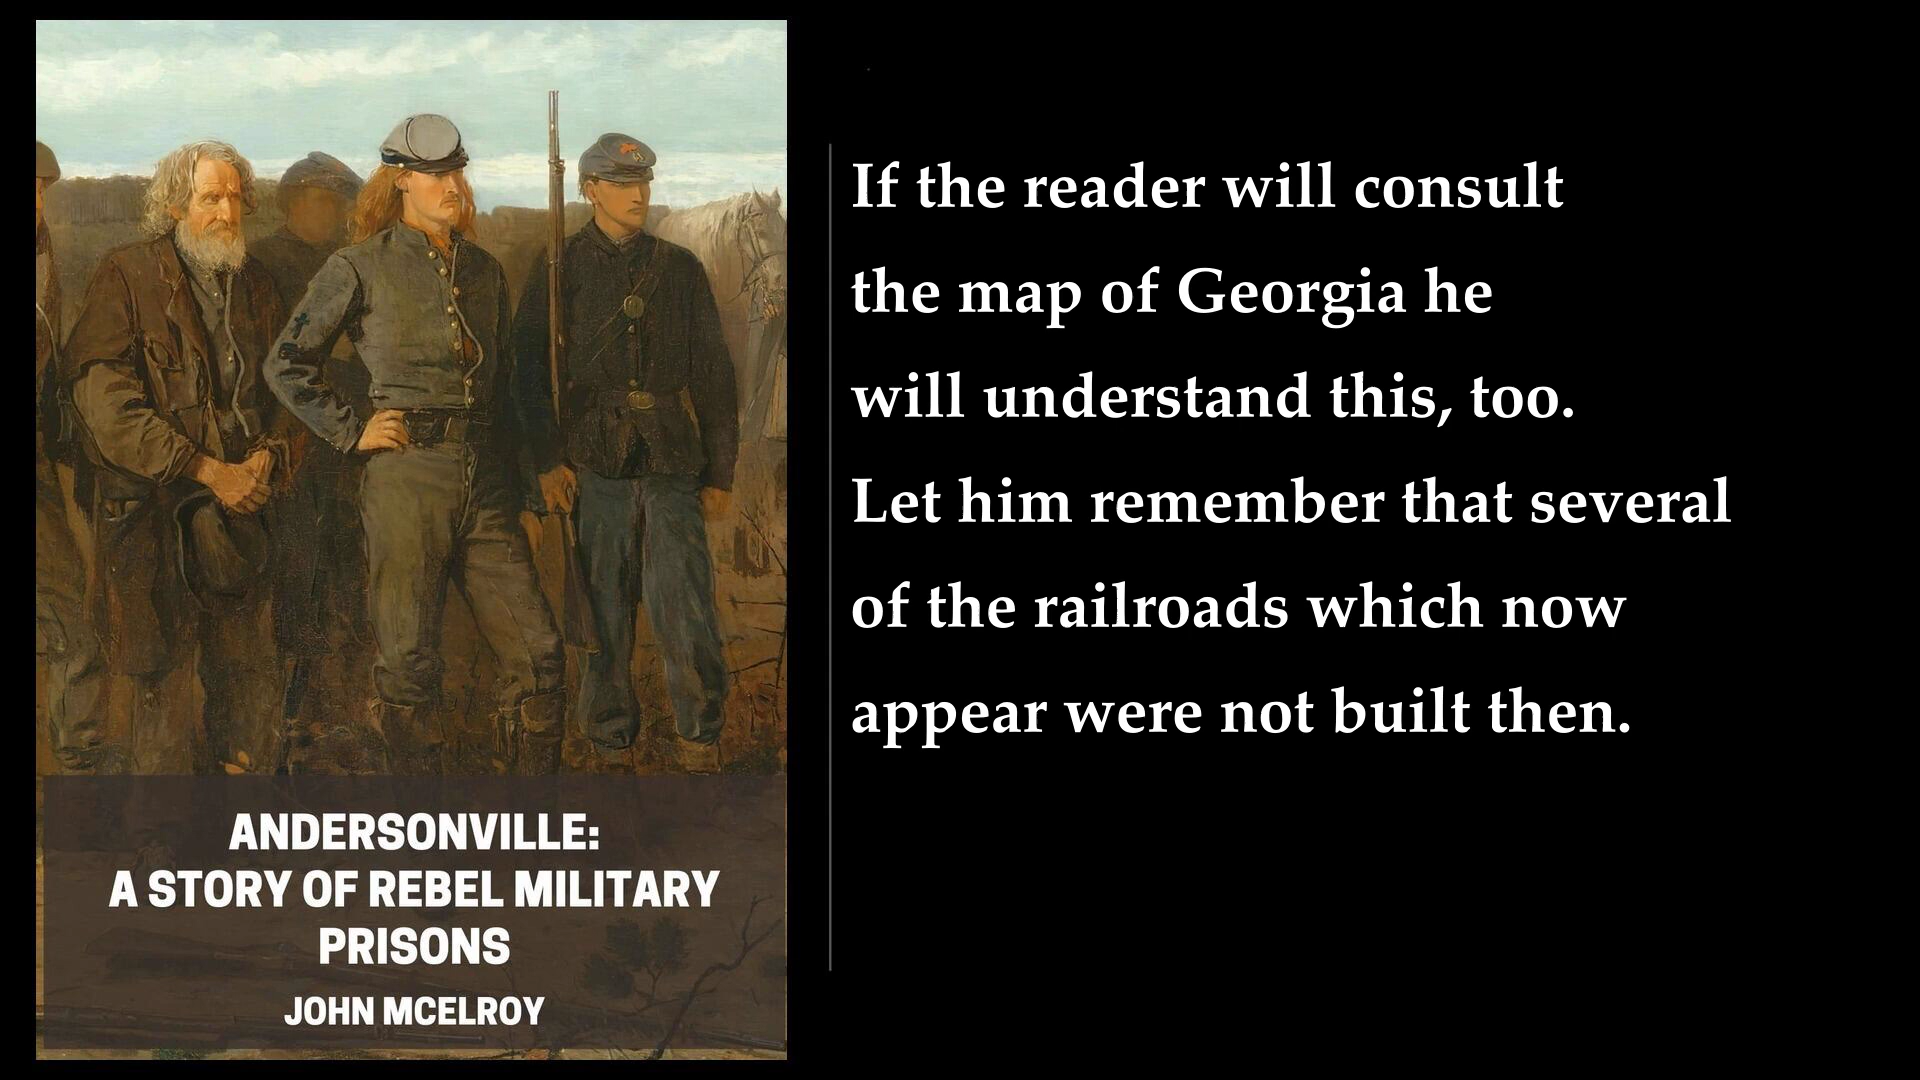 If the reader will consult
the map of Georgia he
will understand this, too.
Let him remember that several
of the railroads which now
appear were not built then.
ANDERSONVILLE:
A STORY OF REBEL MILITARY
PRISONS
JOHN MCELROY